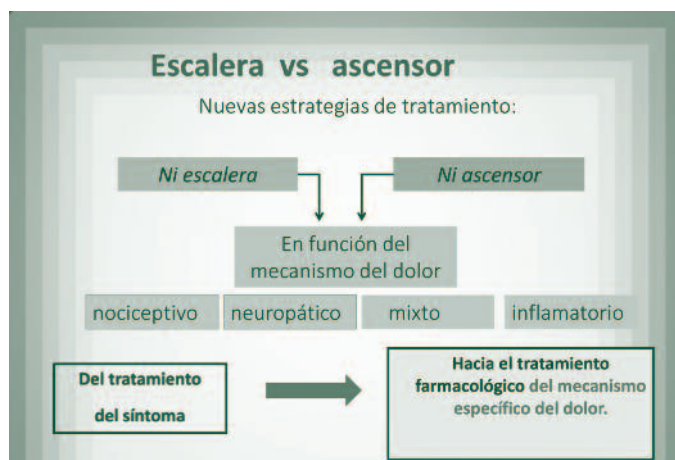 Escalera vs ascensor
Nuevas estrategias de tratamiento:
Ni escalera
Ni ascensor
En función del
mecanismo del dolor
nociceptivo
neuropático
mixto
inflamatorio
Del tratamiento
del síntoma
Hacia el tratamiento
farmacológico del mecanismo
específico del dolor.